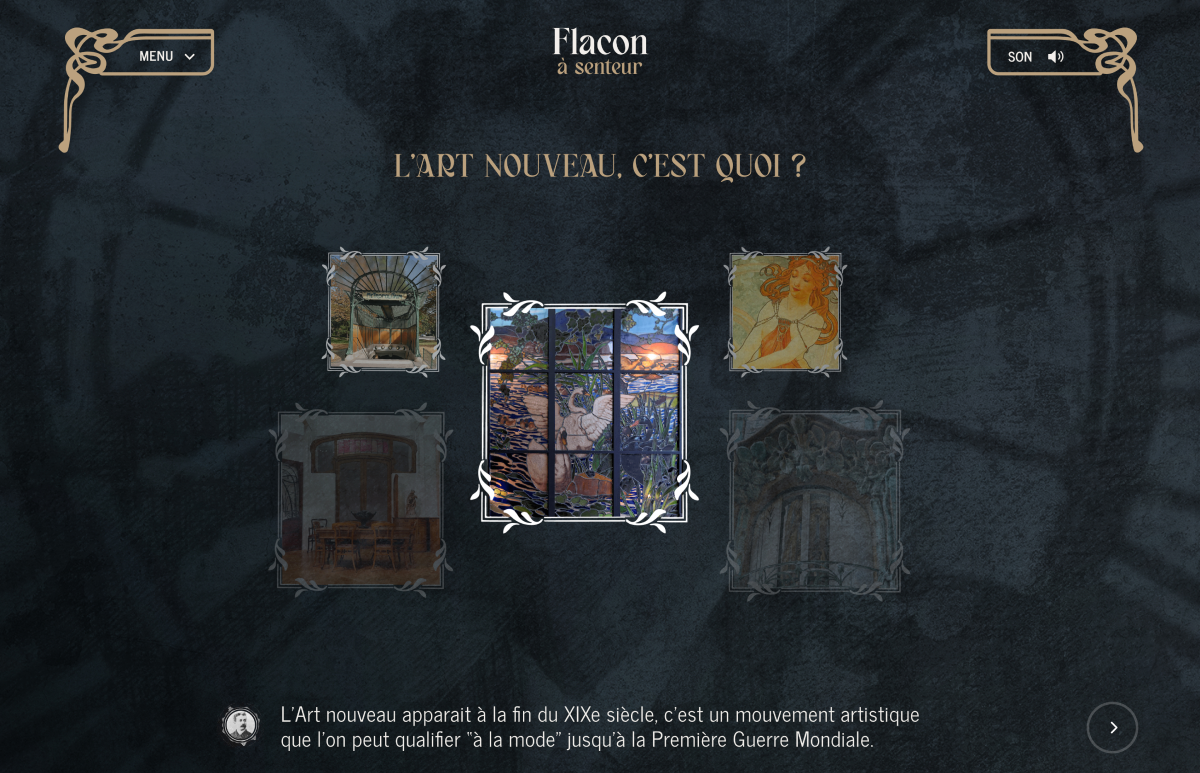 MENU
Flacon
à senteur
SON
L'ART NOUVEAU, C'EST QUOI ?
L'Art nouveau apparait à la fin du XIXe siècle, c'est un mouvement artistique
que l'on peut qualifier "à la mode" jusqu'à la Première Guerre Mondiale.